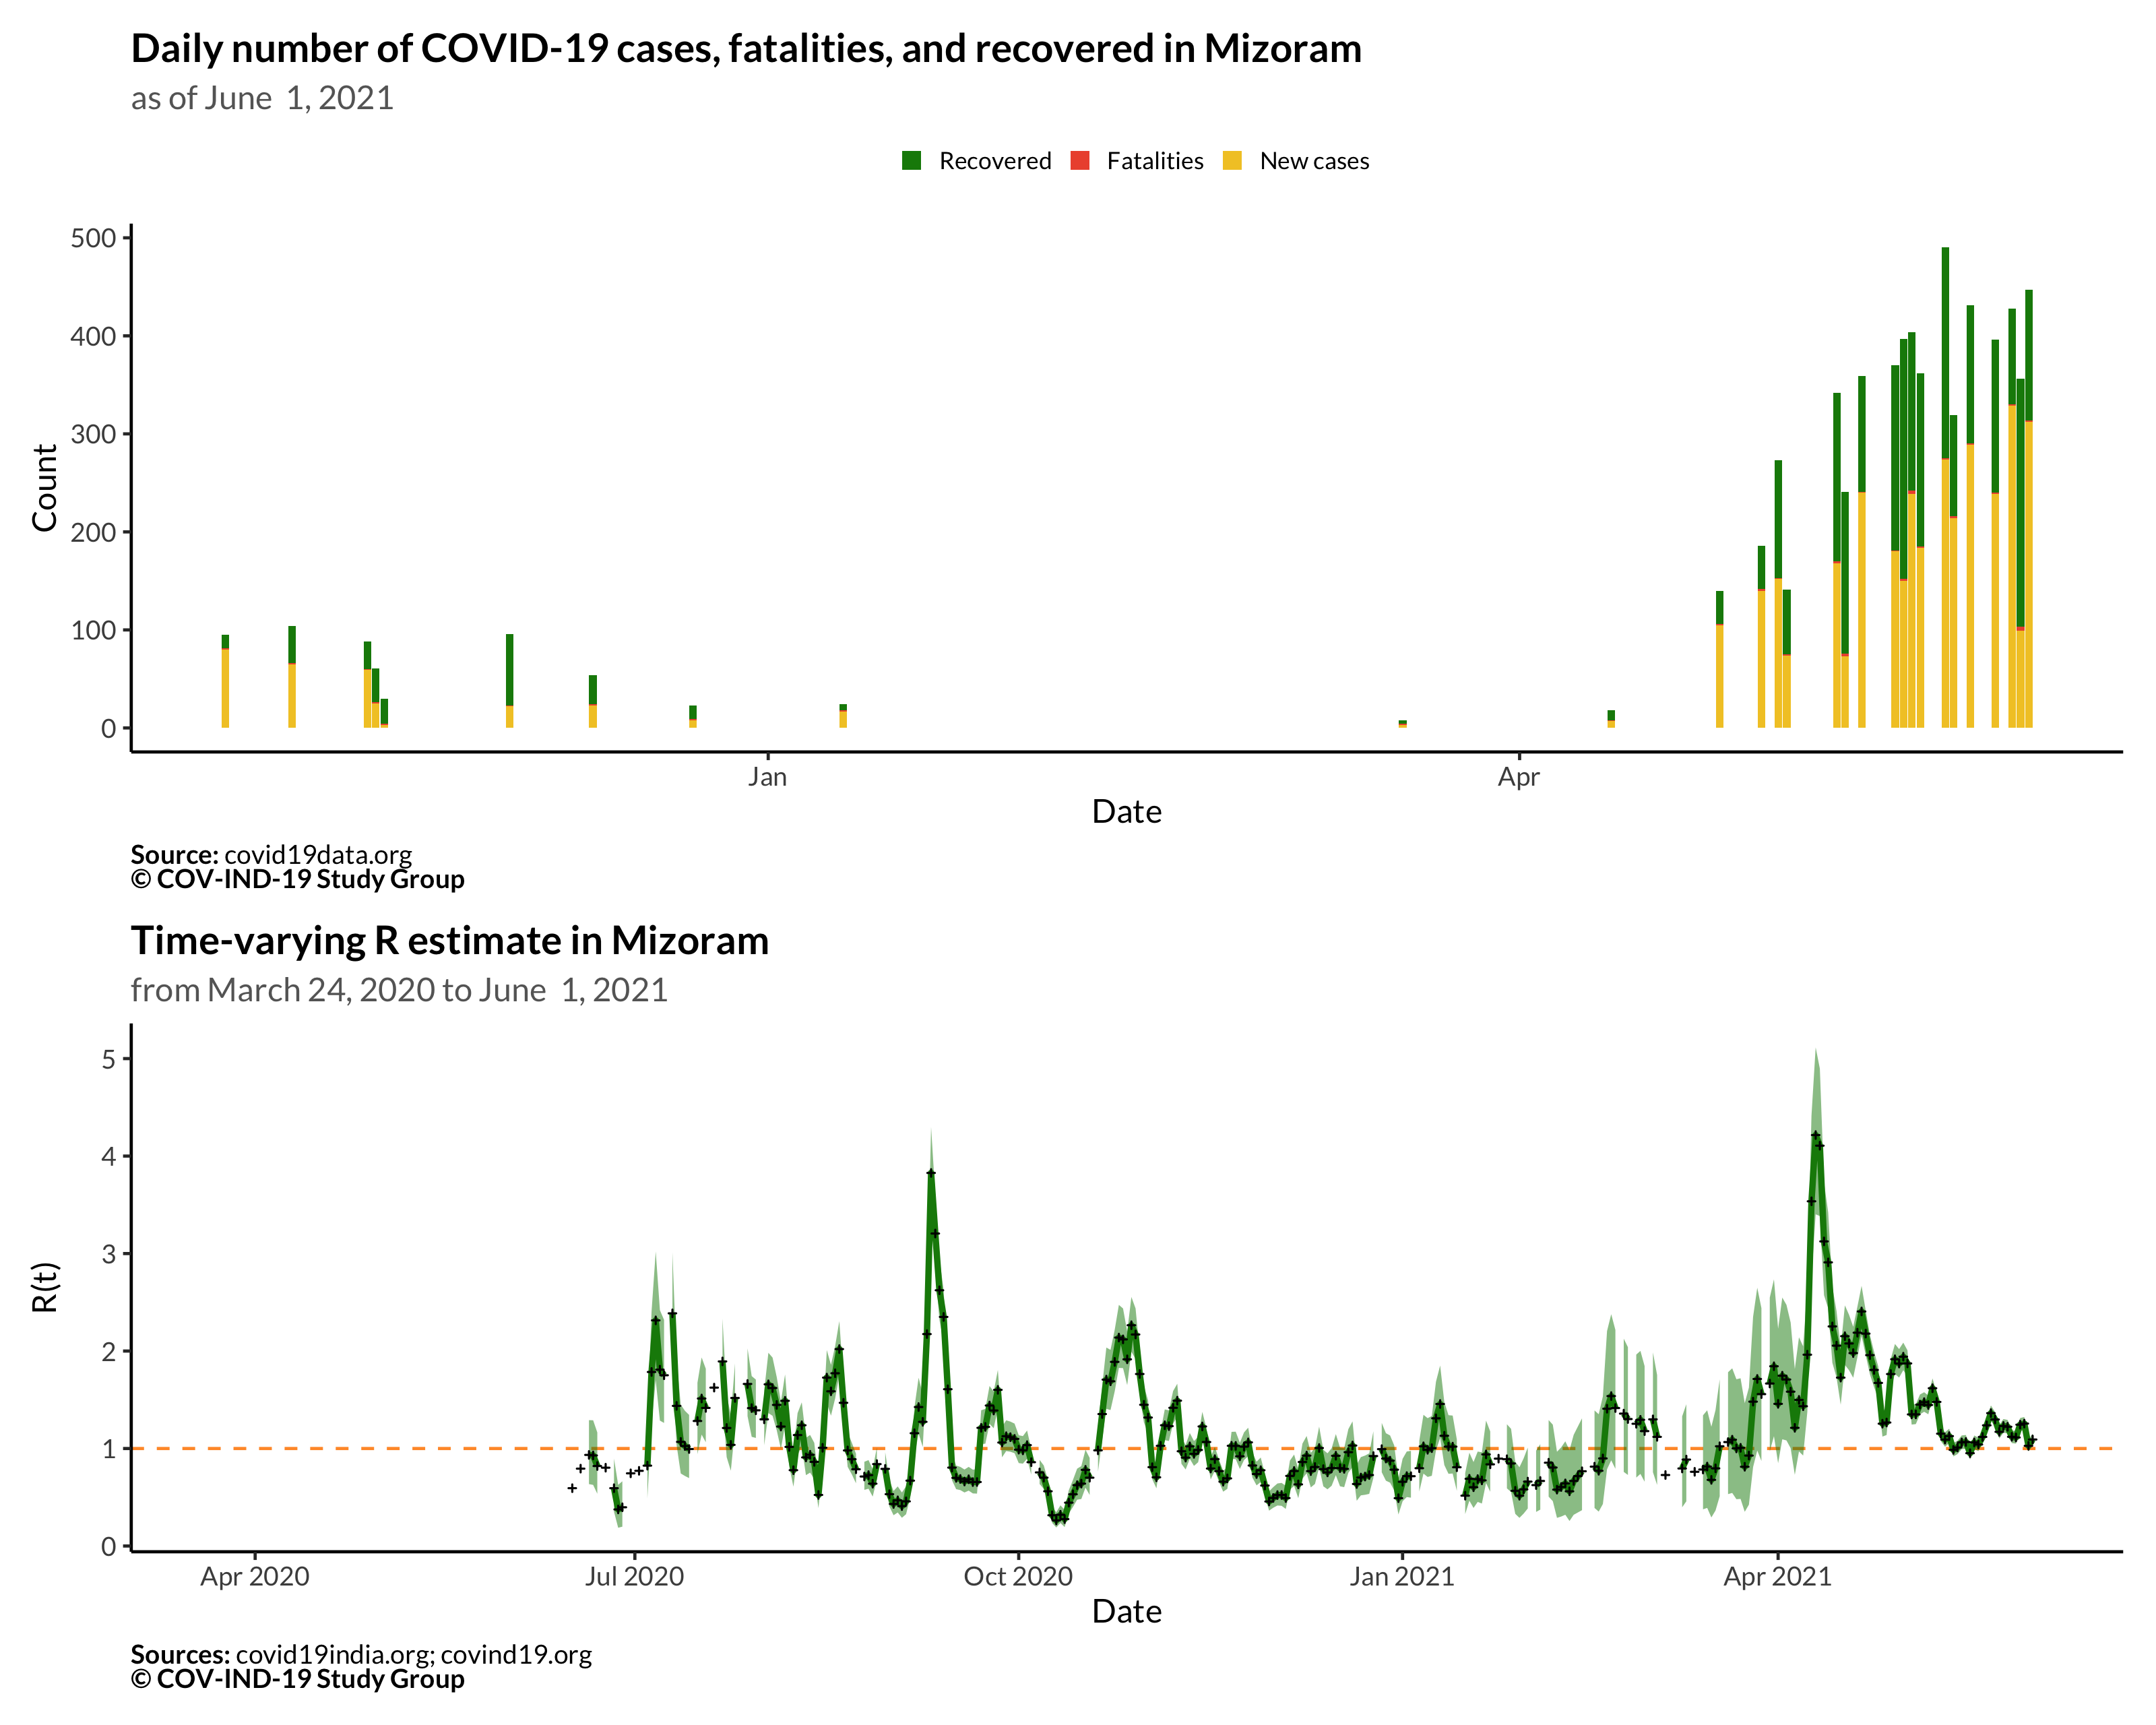 Daily number of COVID-19 cases, fatalities, and recovered in Mizoram
as of June  1, 2021
Recovered Fatalities New cases
500
400
300
200
100
0
Count
Jan Apr
Date
Source: covid19data.org
© COV-IND-19 Study Group
Time-varying R estimate in Mizoram
from March 24, 2020 to June  1, 2021
5
4
3
2
1
0
R(t)
Apr 2020 Jul 2020 Oct 2020 Jan 2021 Apr 2021
Date
Sources: covid19india.org; covind19.org
© COV-IND-19 Study Group